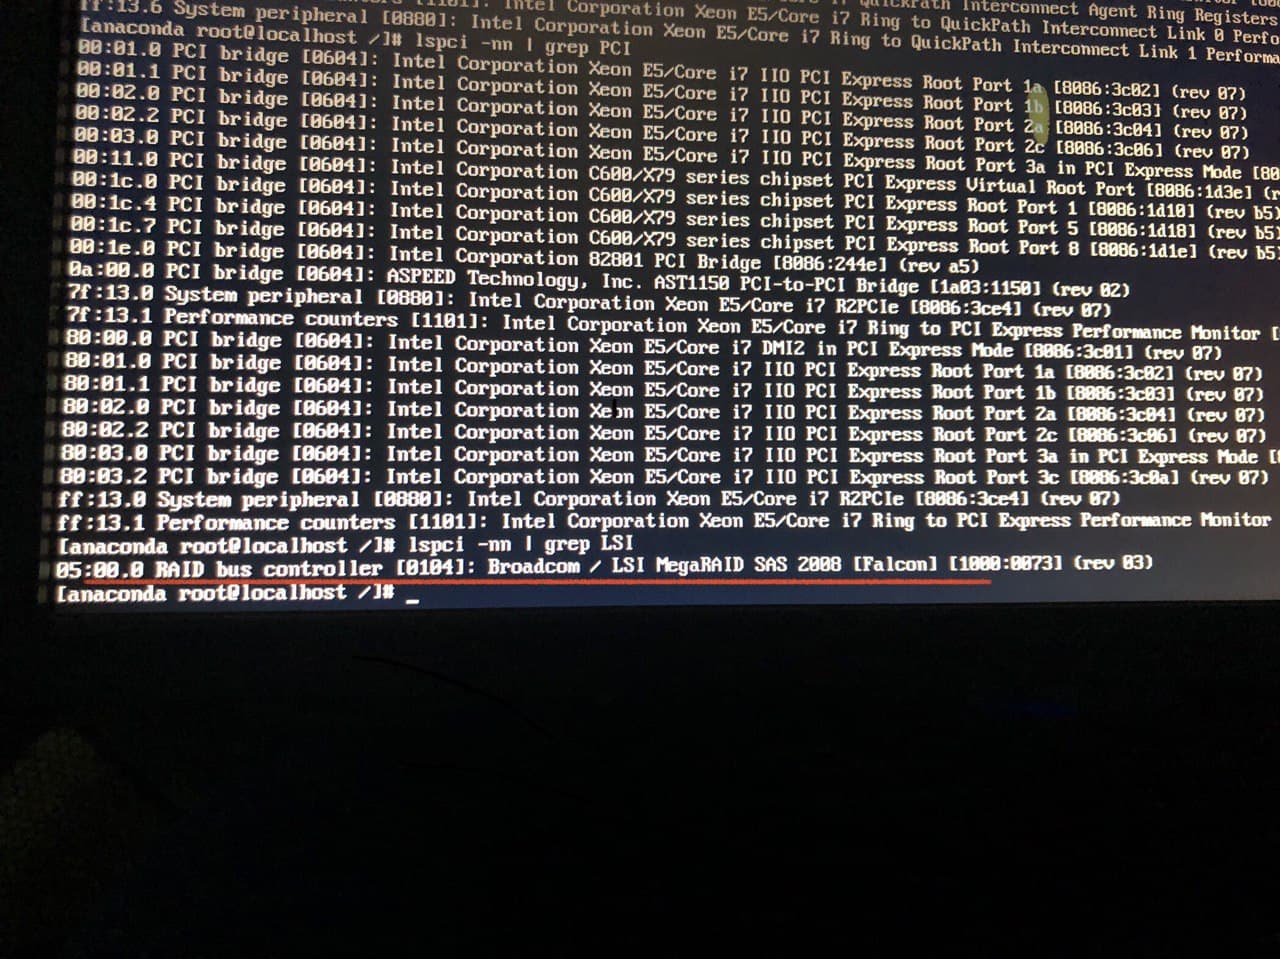 ff:13.6 System peripheral [0880]: Intel Corporation Xeon E5/Core i7 Ring to QuickPath Interconnect Link 0 Perfo
Intel Corporation Xeon E5/Core i7 Ring to QuickPath Interconnect Link 1 Performa
[anaconda root@localhost /]# lspci -nn | grep PCI
00:01.0 PCI bridge [0604]: Intel Corporation Xeon E5/Core i7 IIO PCI Express Root Port 1a [8086:3c02] (rev 07)
00:01.1 PCI bridge [0604]: Intel Corporation Xeon E5/Core i7 IIO PCI Express Root Port 1b [8086:3c03] (rev 07)
00:02.0 PCI bridge [0604]: Intel Corporation Xeon E5/Core i7 IIO PCI Express Root Port 2a [8086:3c04] (rev 07)
00:02.2 PCI bridge [0604]: Intel Corporation Xeon E5/Core i7 IIO PCI Express Root Port 2c [8086:3c06] (rev 07)
00:03.0 PCI bridge [0604]: Intel Corporation Xeon E5/Core i7 IIO PCI Express Root Port 3a in PCI Express Mode [80
00:11.0 PCI bridge [0604]: Intel Corporation C600/X79 series chipset PCI Express Virtual Root Port [8086:1d3e] (r
00:1c.0 PCI bridge [0604]: Intel Corporation C600/X79 series chipset PCI Express Root Port 1 [8086:1d10] (rev b5)
00:1c.4 PCI bridge [0604]: Intel Corporation C600/X79 series chipset PCI Express Root Port 5 [8086:1d18] (rev b5)
00:1c.7 PCI bridge [0604]: Intel Corporation C600/X79 series chipset PCI Express Root Port 8 [8086:1d1e] (rev b5)
00:1e.0 PCI bridge [0604]: Intel Corporation 82801 PCI Bridge [8086:244e] (rev a5)
0a:00.0 PCI bridge [0604]: ASPEED Technology, Inc. AST1150 PCI-to-PCI Bridge [1a03:1150] (rev 02)
7f:13.0 System peripheral [0880]: Intel Corporation Xeon E5/Core i7 R2PCIe [8086:3ce4] (rev 07)
7f:13.1 Performance counters [1101]: Intel Corporation Xeon E5/Core i7 Ring to PCI Express Performance Monitor [
80:00.0 PCI bridge [0604]: Intel Corporation Xeon E5/Core i7 DMI2 in PCI Express Mode [8086:3c01] (rev 07)
80:01.0 PCI bridge [0604]: Intel Corporation Xeon E5/Core i7 IIO PCI Express Root Port 1a [8086:3c02] (rev 07)
80:01.1 PCI bridge [0604]: Intel Corporation Xeon E5/Core i7 IIO PCI Express Root Port 1b [8086:3c03] (rev 07)
80:02.0 PCI bridge [0604]: Intel Corporation Xeon E5/Core i7 IIO PCI Express Root Port 2a [8086:3c04] (rev 07)
80:02.2 PCI bridge [0604]: Intel Corporation Xeon E5/Core i7 IIO PCI Express Root Port 2c [8086:3c06] (rev 07)
80:03.0 PCI bridge [0604]: Intel Corporation Xeon E5/Core i7 IIO PCI Express Root Port 3a in PCI Express Mode [8
80:03.2 PCI bridge [0604]: Intel Corporation Xeon E5/Core i7 IIO PCI Express Root Port 3c [8086:3c0a] (rev 07)
ff:13.0 System peripheral [0880]: Intel Corporation Xeon E5/Core i7 R2PCIe [8086:3ce4] (rev 07)
ff:13.1 Performance counters [1101]: Intel Corporation Xeon E5/Core i7 Ring to PCI Express Performance Monitor
[anaconda root@localhost /]# lspci -nn | grep LSI
05:00.0 RAID bus controller [0104]: Broadcom / LSI MegaRAID SAS 2008 [Falcon] [1000:0073] (rev 03)
[anaconda root@localhost /]# _